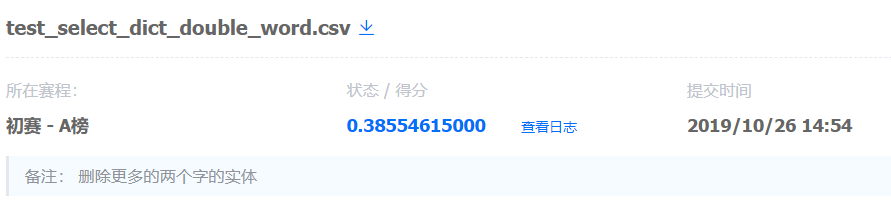 test_select_dict_double_word.csv
所在赛程： 状态 / 得分 提交时间
初赛 - A榜 0.38554615000 查看日志 2019/10/26 14:54
备注： 删除更多的两个字的实体